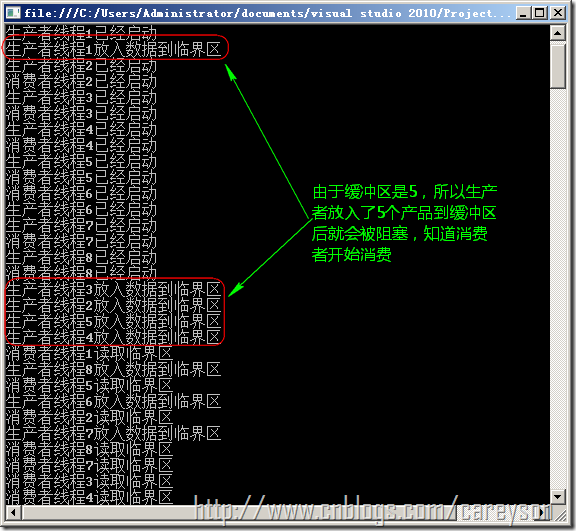 file:///C:/Users/Administrator/documents/visual studio 2010/Project...
生产者线程1已经启动
生产者线程1放入数据到临界区
生产者线程2已经启动
消费者线程2已经启动
生产者线程3已经启动
消费者线程3已经启动
消费者线程4已经启动
生产者线程4已经启动
生产者线程5已经启动
消费者线程5已经启动
消费者线程6已经启动
生产者线程6已经启动
生产者线程7已经启动
消费者线程7已经启动
生产者线程8已经启动
消费者线程8已经启动
生产者线程3放入数据到临界区
生产者线程2放入数据到临界区
生产者线程5放入数据到临界区
生产者线程4放入数据到临界区
消费者线程1读取临界区
生产者线程8放入数据到临界区
消费者线程5读取临界区
生产者线程6放入数据到临界区
消费者线程2读取临界区
生产者线程7放入数据到临界区
消费者线程8读取临界区
消费者线程7读取临界区
消费者线程3读取临界区
消费者线程4读取临界区
由于缓冲区是5，所以生产
者放入了5个产品到缓冲区
后就会被阻塞，知道消费
者开始消费
http://www.cnblogs.com/careyson